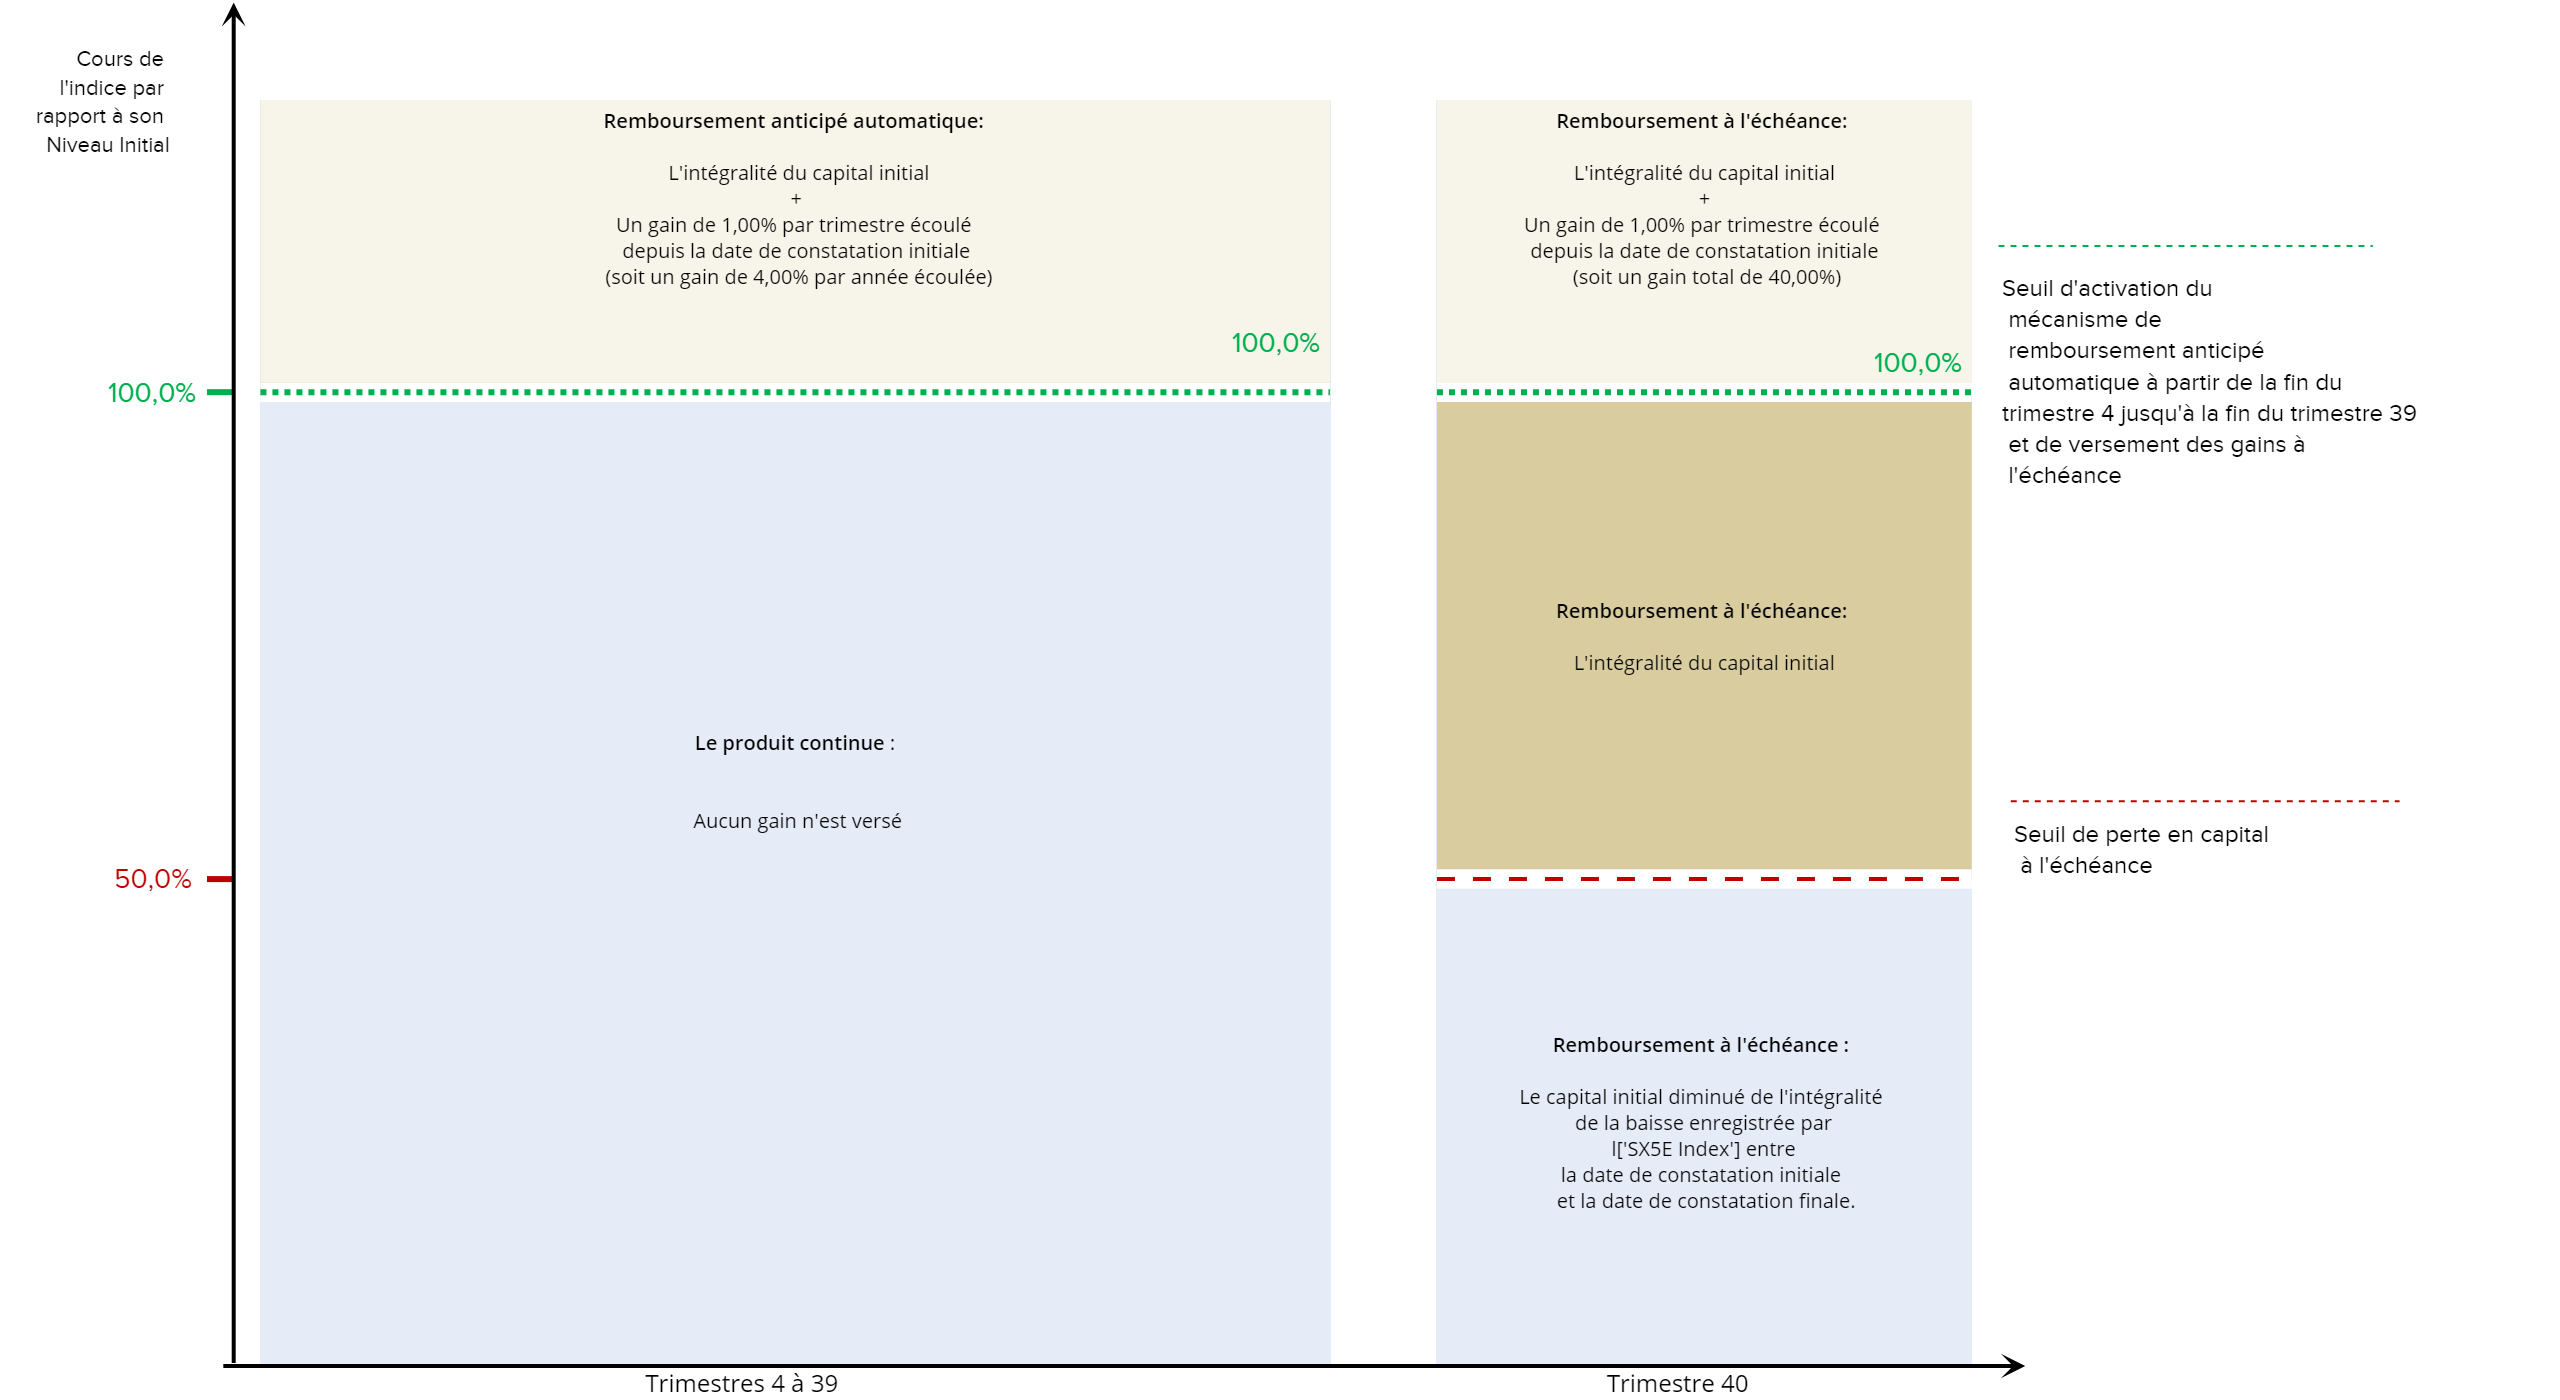 Cours de
l'indice par
rapport à son
Niveau Initial
Remboursement anticipé automatique:
L'intégralité du capital initial
+
Un gain de 1,00% par trimestre écoulé
depuis la date de constatation initiale
(soit un gain de 4,00% par année écoulée)
100,0%
Remboursement à l'échéance:
L'intégralité du capital initial
+
Un gain de 1,00% par trimestre écoulé
depuis la date de constatation initiale
(soit un gain total de 40,00%)
100,0%
Seuil d'activation du
mécanisme de
remboursement anticipé
automatique à partir de la fin du
trimestre 4 jusqu'à la fin du trimestre 39
et de versement des gains à
l'échéance
100,0%
Le produit continue :
Aucun gain n'est versé
Remboursement à l'échéance:
L'intégralité du capital initial
Seuil de perte en capital
à l'échéance
50,0%
Remboursement à l'échéance :
Le capital initial diminué de l'intégralité
de la baisse enregistrée par
l['SX5E Index'] entre
la date de constatation initiale
et la date de constatation finale.
Trimestres 4 à 39
Trimestre 40